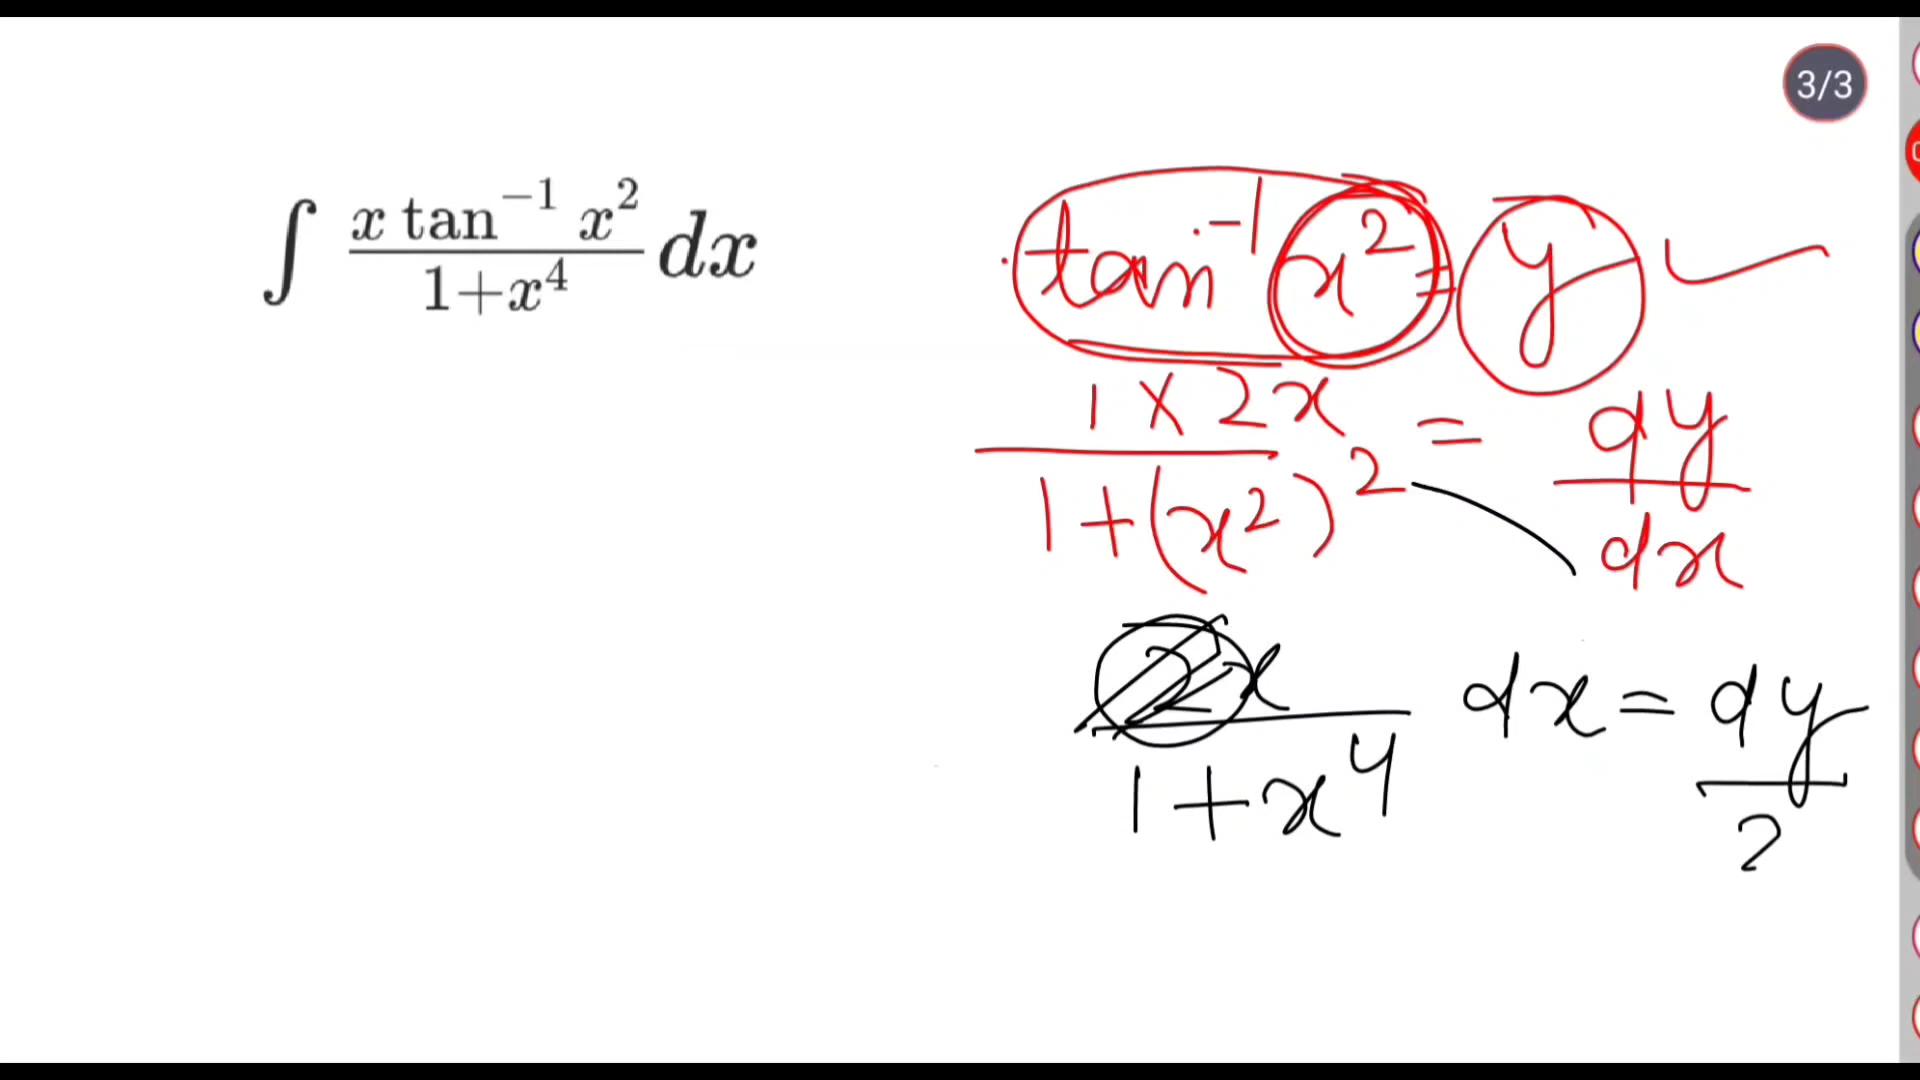 3/3
∫ x tan⁻¹ x² / 1+x⁴ dx
tan⁻¹ x² = y
1 × 2x / 1+(x²)² = dy / dx
2x / 1+x⁴ dx = dy / 2